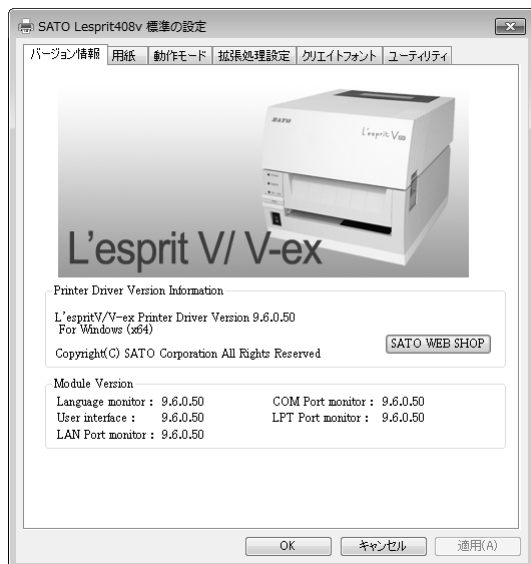 SATO Lesprit408v 標準の設定
バージョン情報 用紙 動作モード 拡張処理設定 クリエイトフォント ユーティリティ
SATO
L'esprit V
L'esprit V/ V-ex
Printer Driver Version Information
L'espritV/V-ex Printer Driver Version 9.6.0.50
For Windows (x64)
Copyright(C) SATO Corporation All Rights Reserved
SATO WEB SHOP
Module Version
Language monitor : 9.6.0.50 COM Port monitor : 9.6.0.50
User interface : 9.6.0.50 LPT Port monitor : 9.6.0.50
LAN Port monitor : 9.6.0.50
OK キャンセル 適用(A)